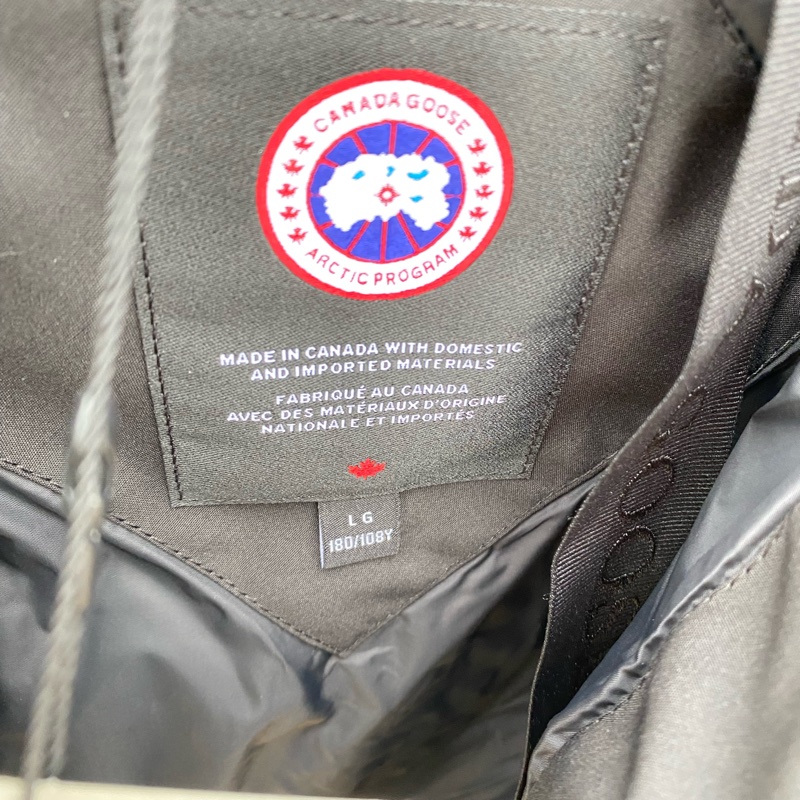 CANADA GOOSE
ARCTIC PROGRAM
MADE IN CANADA WITH DOMESTIC
AND IMPORTED MATERIALS
FABRIQUÉ AU CANADA
AVEC DES MATÉRIAUX D'ORIGINE
NATIONALE ET IMPORTÉS
LG
180/108Y